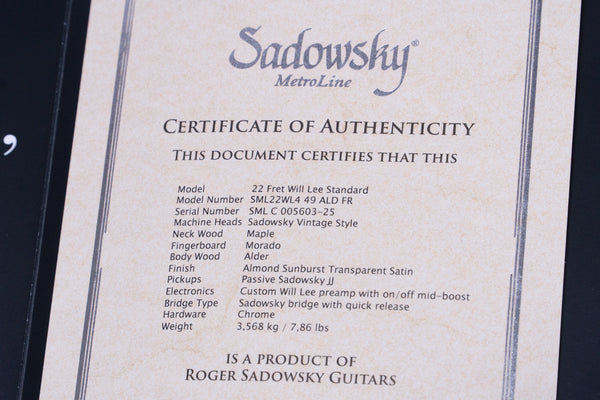 Sadowsky®
MetroLine
CERTIFICATE OF AUTHENTICITY
THIS DOCUMENT CERTIFIES THAT THIS
Model 22 Fret Will Lee Standard
Model Number SML22WL4 49 ALD FR
Serial Number SML C 005603-25
Machine Heads Sadowsky Vintage Style
Neck Wood Maple
Fingerboard Morado
Body Wood Alder
Finish Almond Sunburst Transparent Satin
Pickups Passive Sadowsky JJ
Electronics Custom Will Lee preamp with on/off mid-boost
Bridge Type Sadowsky bridge with quick release
Hardware Chrome
Weight 3,568 kg / 7,86 lbs
IS A PRODUCT OF
ROGER SADOWSKY GUITARS
,